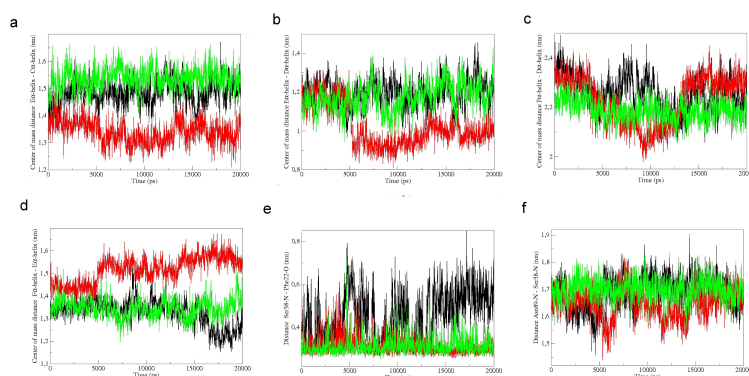 a
Center of mass distance Eα-helix - Cα-helix (nm)
1,6
1,5
1,4
1,3
1,2
0 5000 10000 15000 20000
Time (ps)
b
Center of mass distance Eα-helix - Dα-helix (nm)
1,4
1,2
1
0,8
0 5000 10000 15000 20000
Time (ps)
c
Center of mass distance Fα-helix - Dα-helix (nm)
2,4
2,2
2
0 5000 10000 15000 20000
Time (ps)
d
Center of mass distance Fα-helix - Eα-helix (nm)
1,6
1,5
1,4
1,3
1,2
1,1
0 5000 10000 15000 20000
Time (ps)
e
Distance Ser38-N - Phe22-O (nm)
0,8
0,6
0,4
0 5000 10000 15000 20000
Time (ps)
f
Distance Asn89-N - Ser38-N (nm)
1,9
1,8
1,7
1,6
1,5
0 5000 10000 15000 20000
Time (ps)